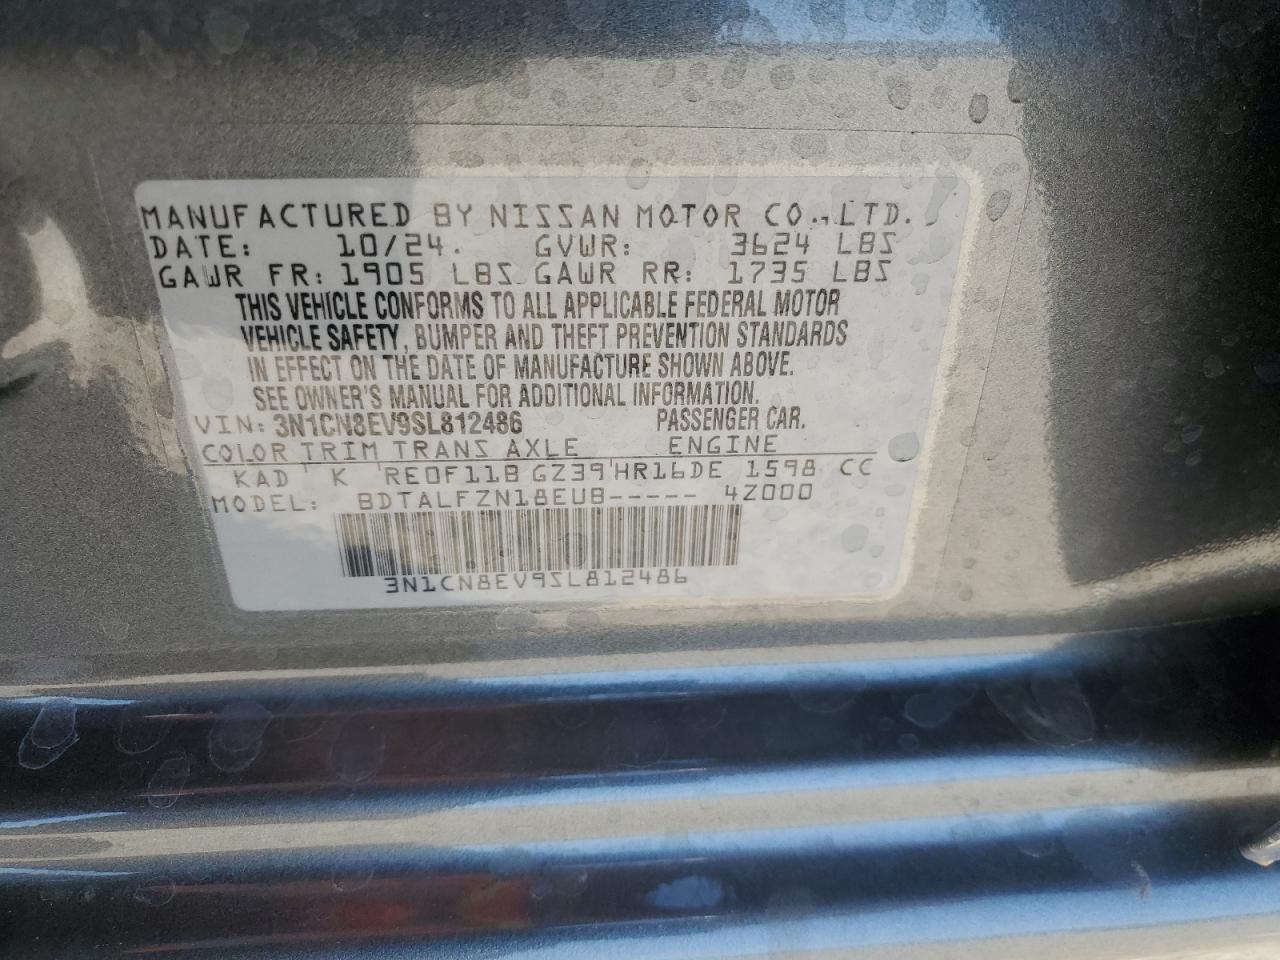 MANUFACTURED BY NISSAN MOTOR CO.,LTD.
DATE: 10/24. GVWR: 3624 LBS
GAWR FR: 1905 LBS GAWR RR: 1735 LBS
THIS VEHICLE CONFORMS TO ALL APPLICABLE FEDERAL MOTOR
VEHICLE SAFETY, BUMPER AND THEFT PREVENTION STANDARDS
IN EFFECT ON THE DATE OF MANUFACTURE SHOWN ABOVE.
SEE OWNER'S MANUAL FOR ADDITIONAL INFORMATION.
VIN: 3N1CN8EV9SL812486 PASSENGER CAR.
COLOR TRIM TRANS AXLE ENGINE
KAD K RE0F11B GZ39 HR16DE 1598 CC
MODEL: BDTALFZN18EUB----- 4Z000
3N1CN8EV9SL812486